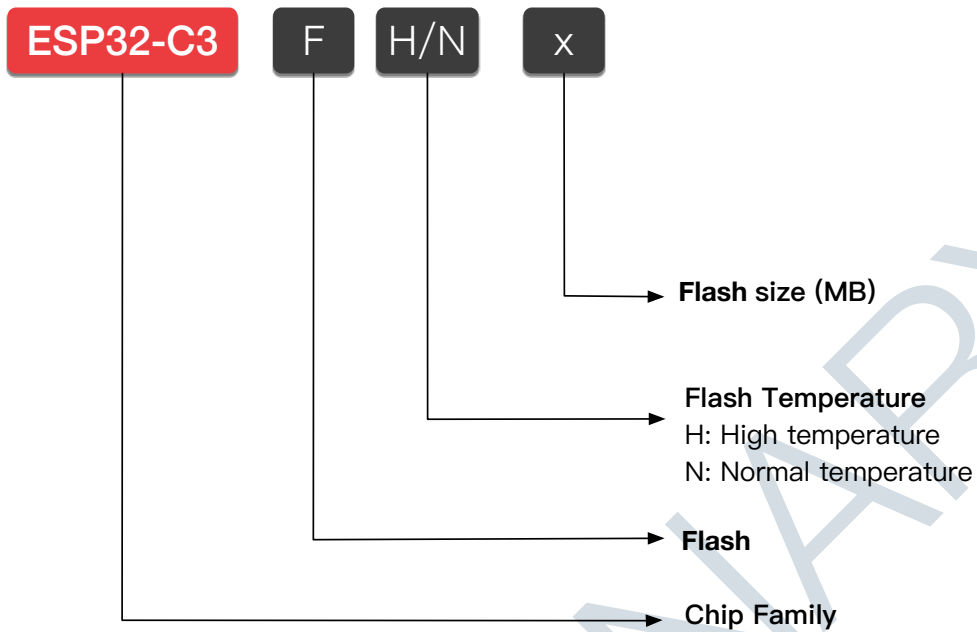 ESP32-C3 F H/N x
Flash size (MB)
Flash Temperature
H: High temperature
N: Normal temperature
Flash
Chip Family